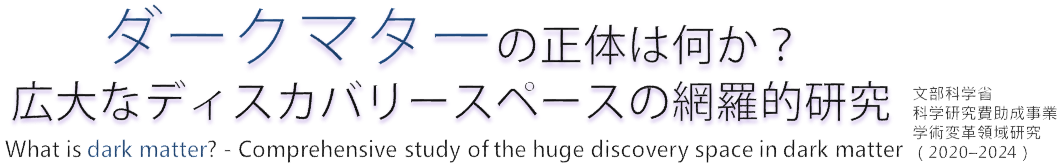 ダークマターの正体は何か？
広大なディスカバリースペースの網羅的研究
What is dark matter? - Comprehensive study of the huge discovery space in dark matter
文部科学省
科学研究費助成事業
学術変革領域研究
（2020–2024）